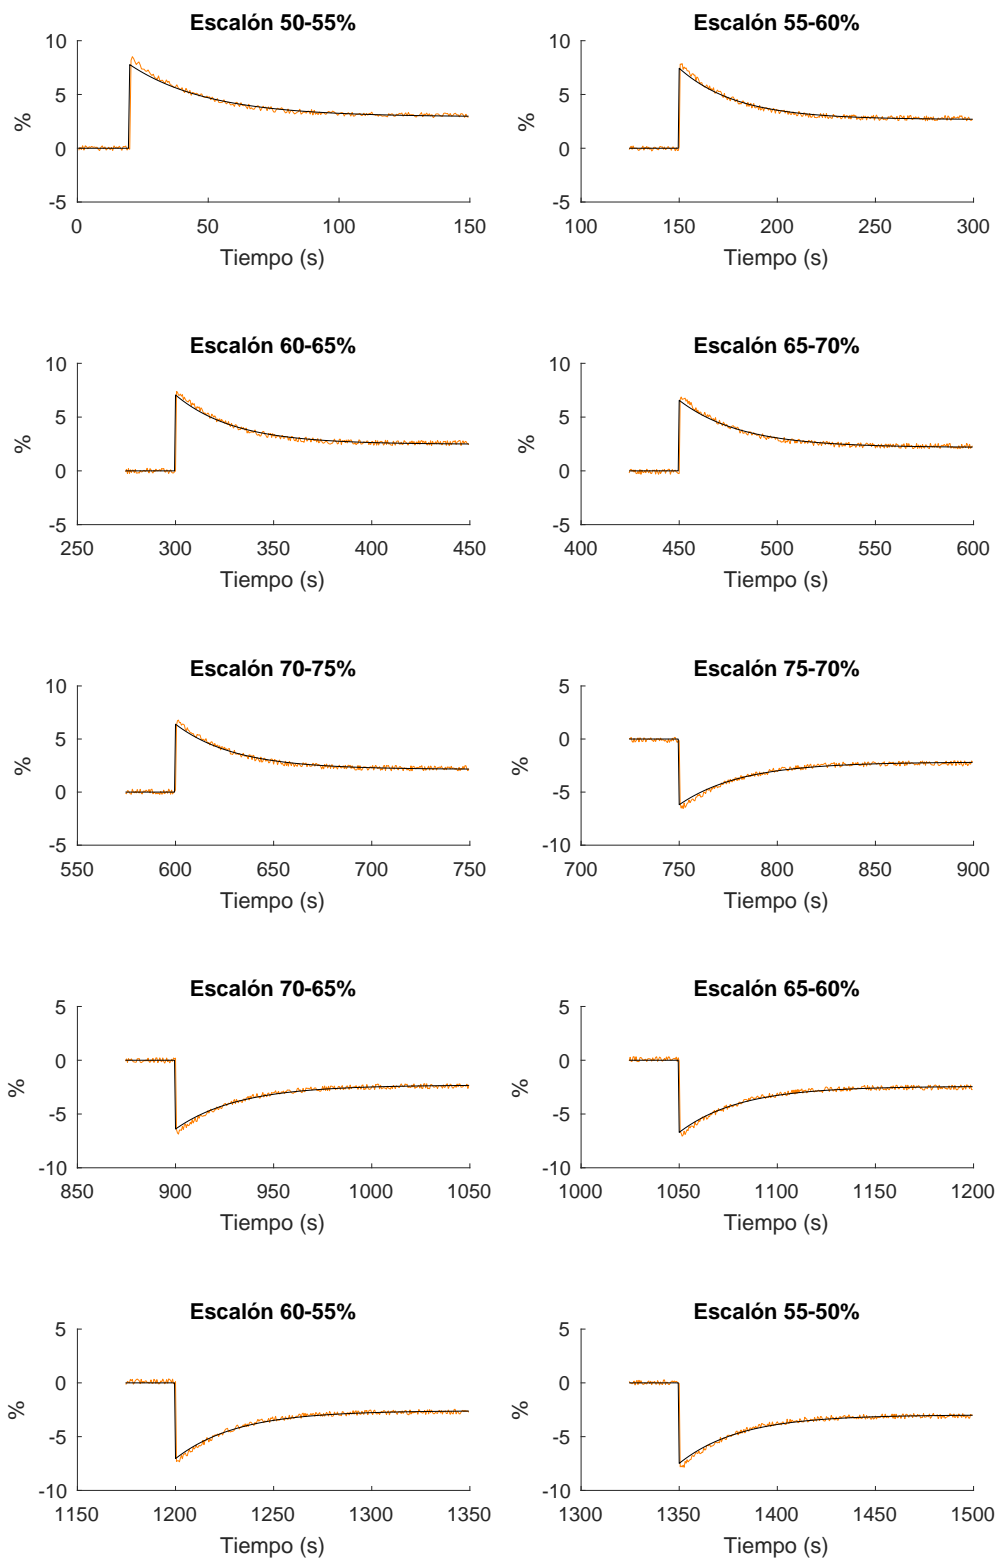 Escalón 50-55%
10
5
0
-5
%
0 50 100 150
Tiempo (s)
Escalón 55-60%
10
5
0
-5
%
100 150 200 250 300
Tiempo (s)
Escalón 60-65%
10
5
0
-5
%
250 300 350 400 450
Tiempo (s)
Escalón 65-70%
10
5
0
-5
%
400 450 500 550 600
Tiempo (s)
Escalón 70-75%
10
5
0
-5
%
550 600 650 700 750
Tiempo (s)
Escalón 75-70%
5
0
-5
-10
%
700 750 800 850 900
Tiempo (s)
Escalón 70-65%
5
0
-5
-10
%
850 900 950 1000 1050
Tiempo (s)
Escalón 65-60%
5
0
-5
-10
%
1000 1050 1100 1150 1200
Tiempo (s)
Escalón 60-55%
5
0
-5
-10
%
1150 1200 1250 1300 1350
Tiempo (s)
Escalón 55-50%
5
0
-5
-10
%
1300 1350 1400 1450 1500
Tiempo (s)